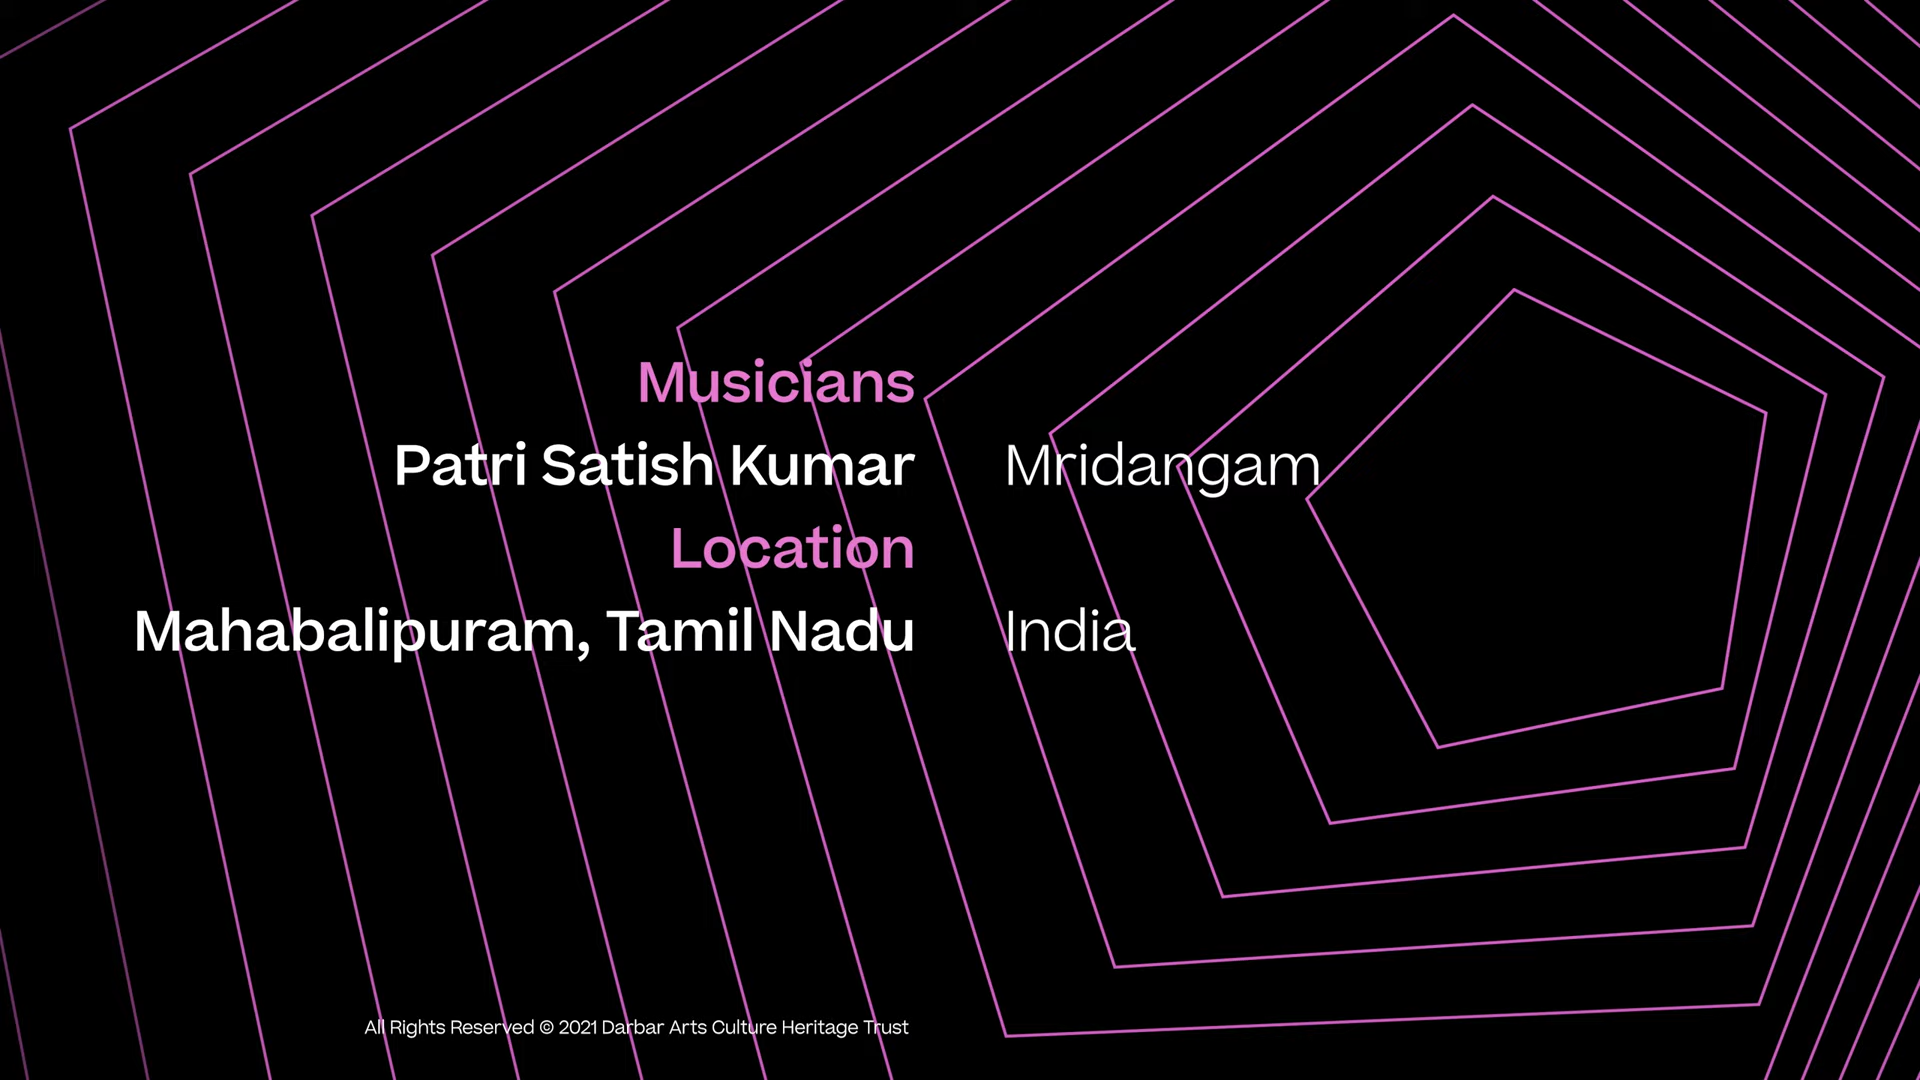 Musicians
Patri Satish Kumar Mridangam
Location
Mahabalipuram, Tamil Nadu India
All Rights Reserved © 2021 Darbar Arts Culture Heritage Trust